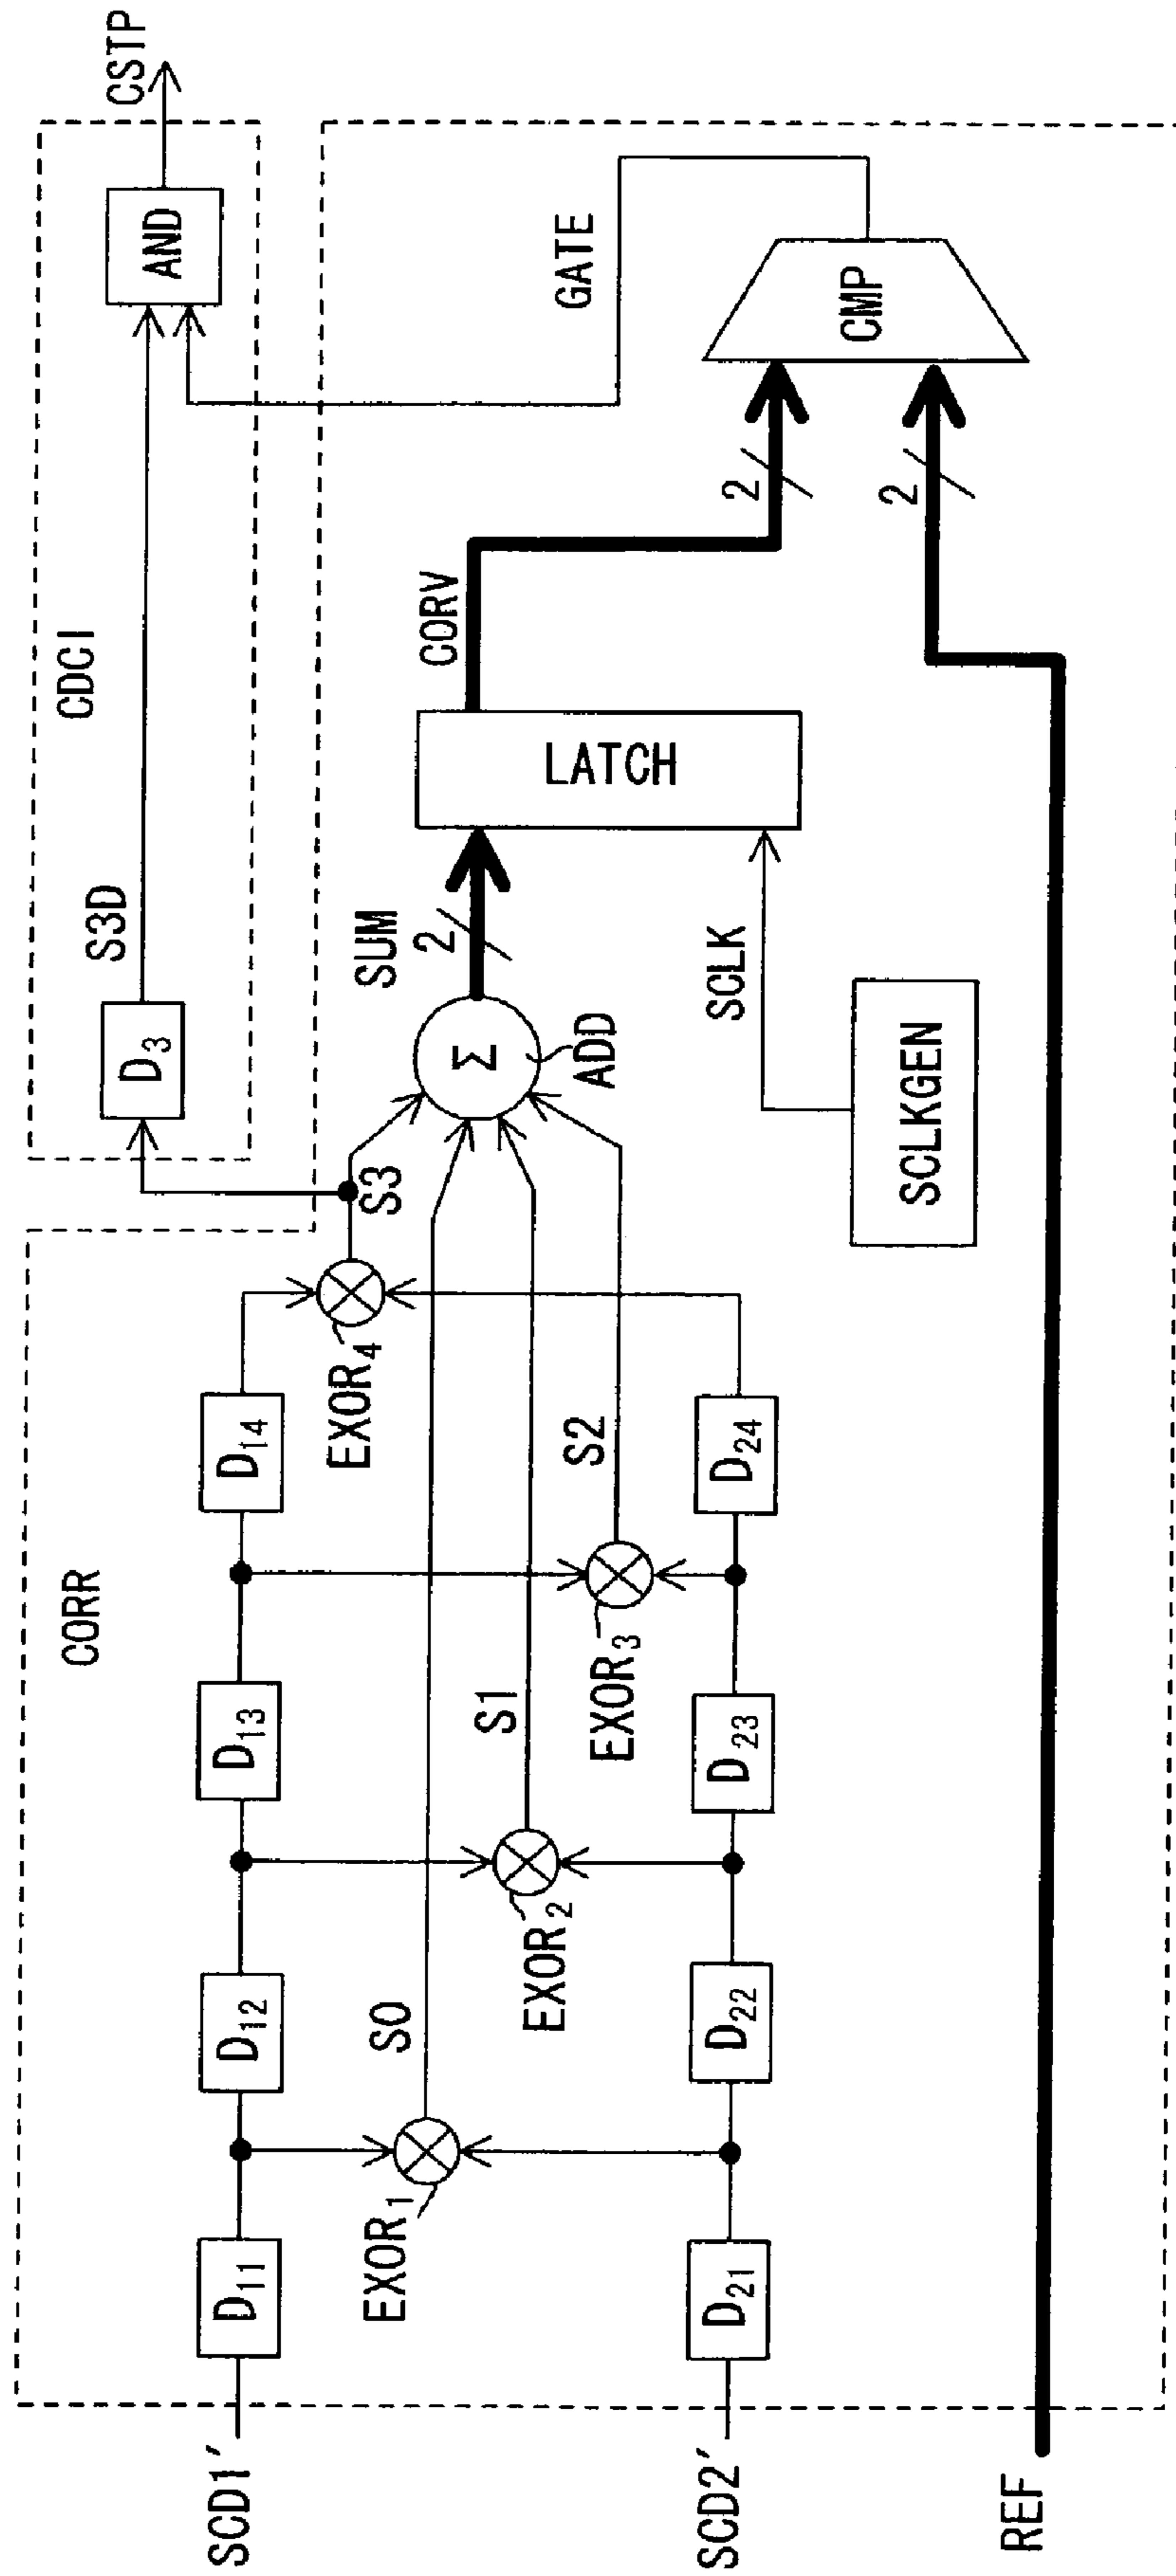 CSTP
AND
CDCI
S3D
D3
GATE
CMP
2
2
CORV
LATCH
SUM
2
Σ
ADD
SCLK
SCLKGEN
S3
EXOR4
CORR
D11
D12
D13
D14
S0
S1
S2
EXOR1
EXOR2
EXOR3
D21
D22
D23
D24
SCD1'
SCD2'
REF